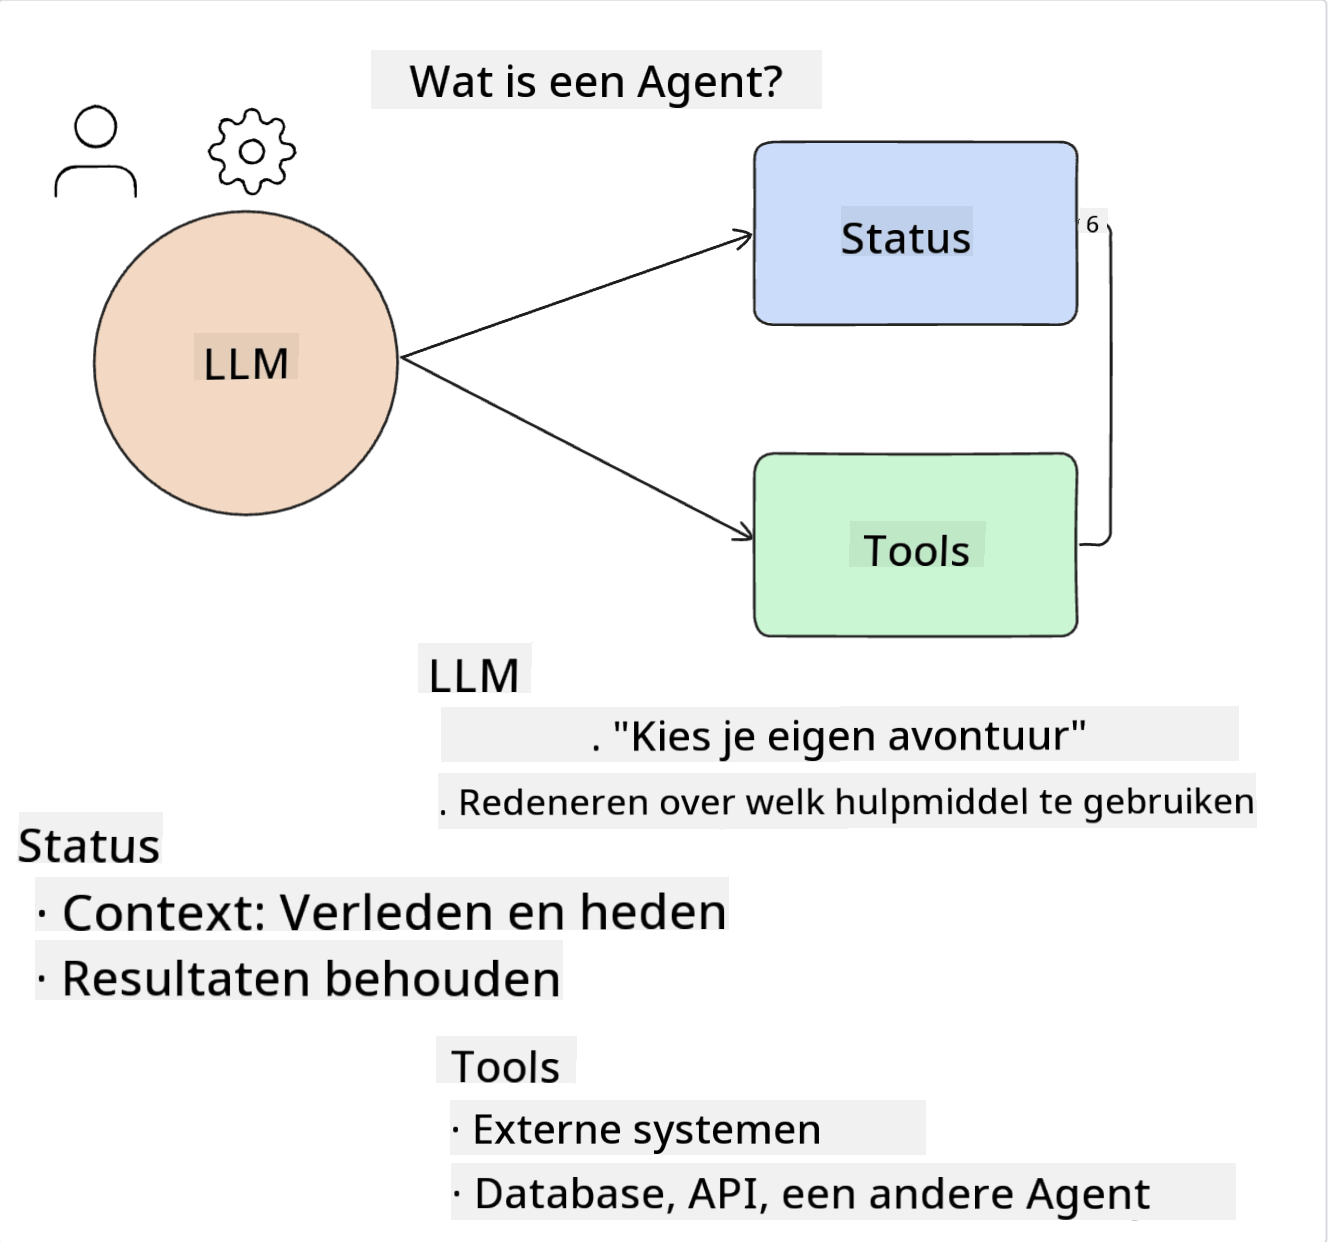 Wat is een Agent?
Status
6
LLM
Tools
LLM
. "Kies je eigen avontuur"
. Redeneren over welk hulpmiddel te gebruiken
Status
· Context: Verleden en heden
· Resultaten behouden
Tools
· Externe systemen
· Database, API, een andere Agent